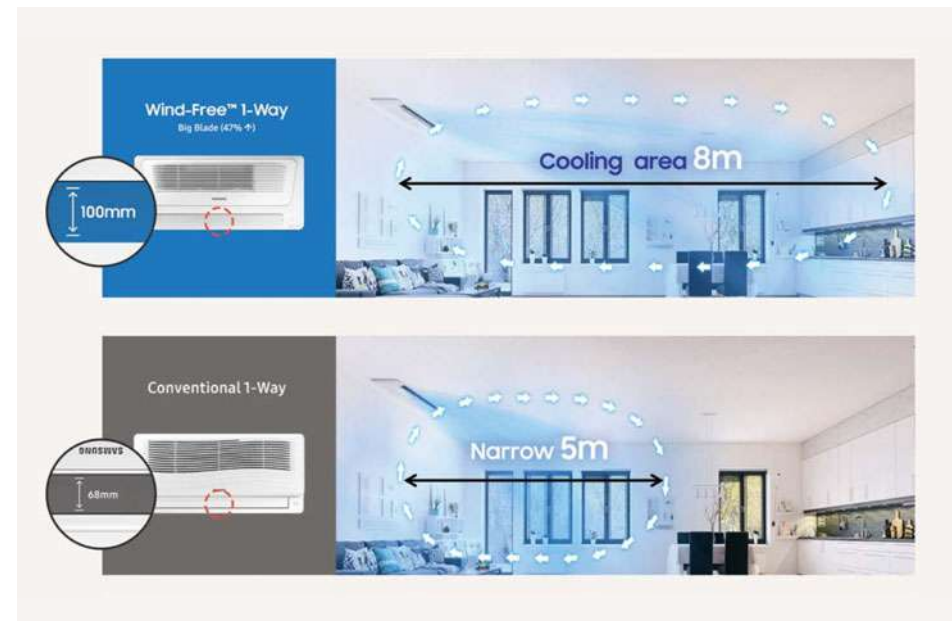 Wind-Free™ 1-Way
Big Blade (47% ↑)
100mm
Cooling area 8m
Conventional 1-Way
SAMSUNG
68mm
Narrow 5m